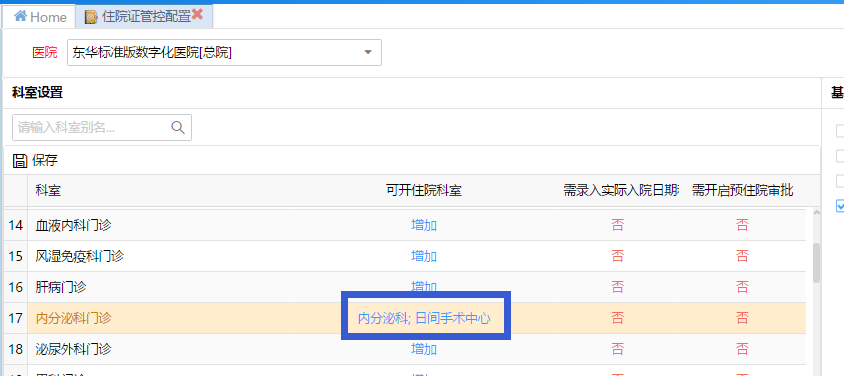 Home 住院证管控配置
医院 东华标准版数字化医院[总院]
科室设置 基
请输入科室别名...
保存
科室 可开住院科室 需录入实际入院日期 需开启预住院审批
14 血液内科门诊 增加 否 否
15 风湿免疫科门诊 增加 否 否
16 肝病门诊 增加 否 否
17 内分泌科门诊 内分泌科; 日间手术中心 否 否
18 泌尿外科门诊 增加 否 否